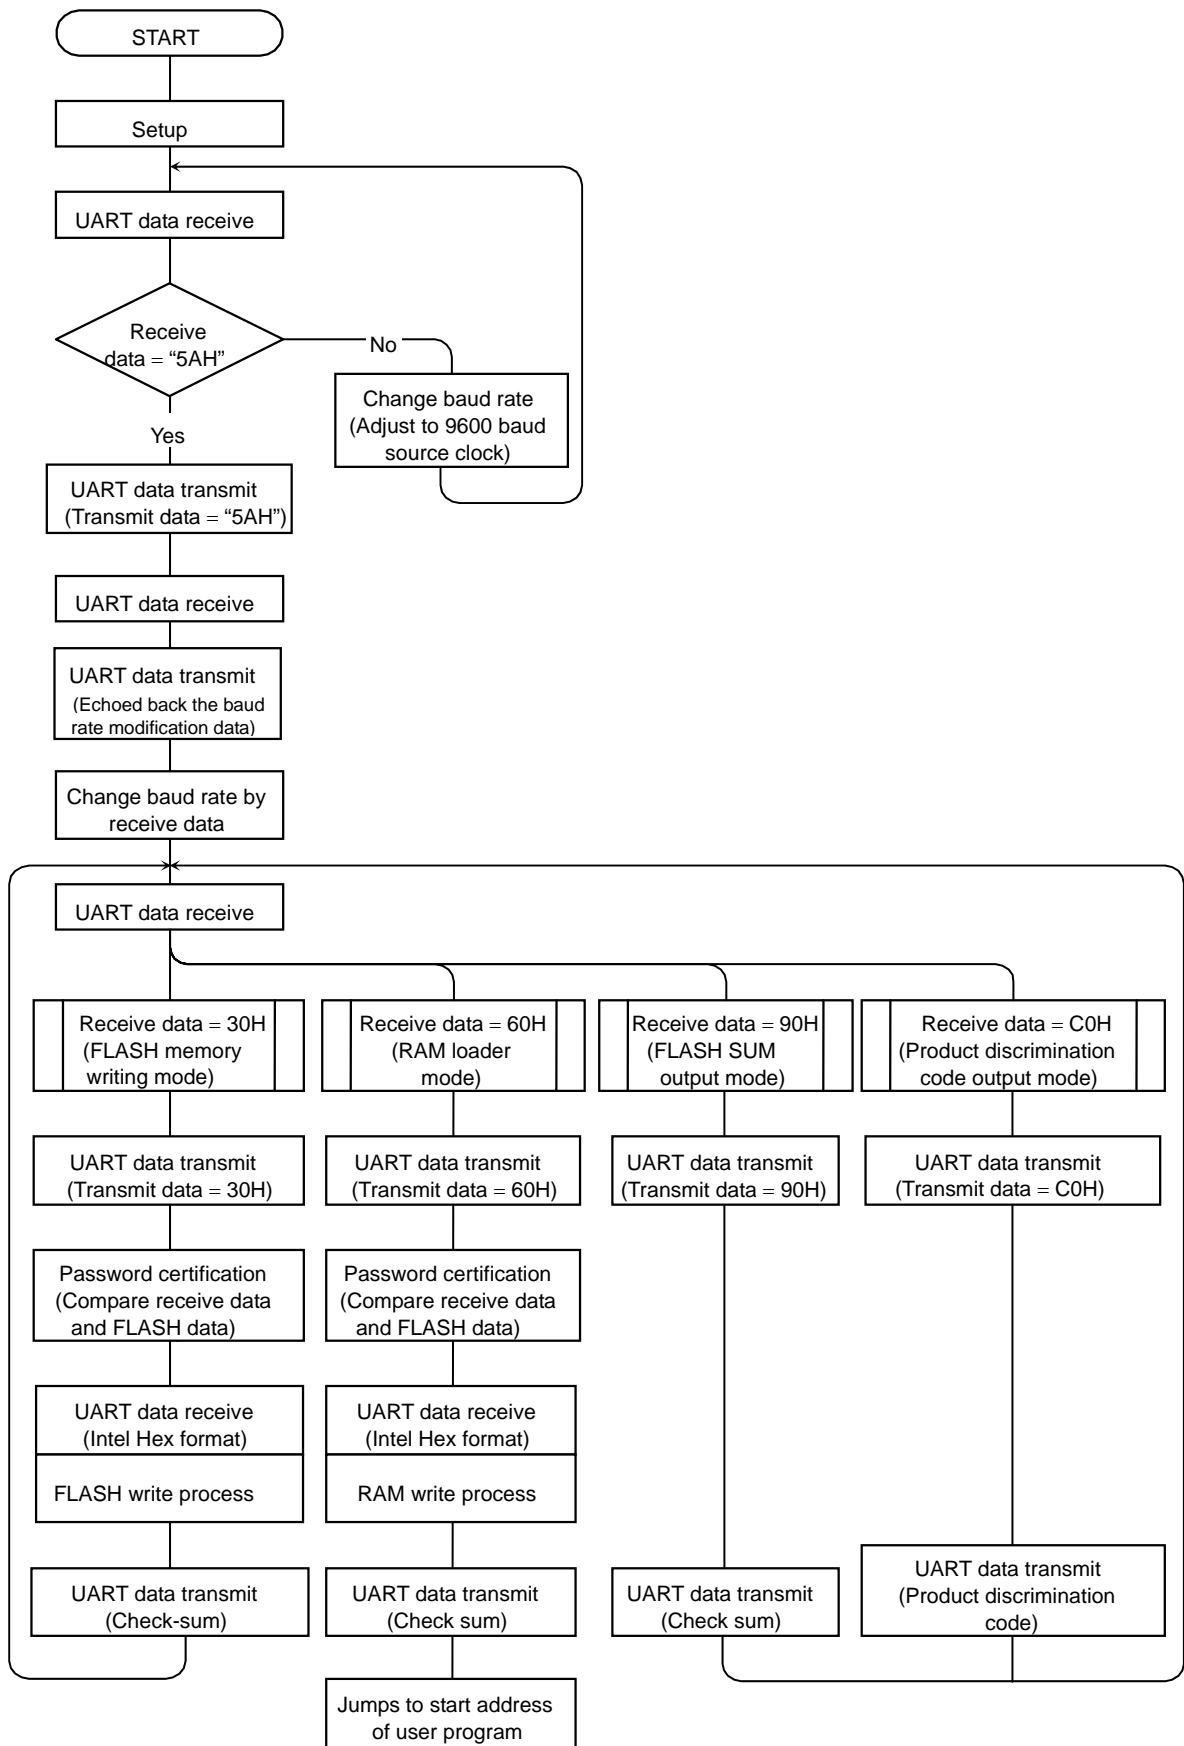 START
Setup
UART data receive
Receive
data = “5AH”
No
Change baud rate
(Adjust to 9600 baud
source clock)
Yes
UART data transmit
(Transmit data = “5AH”)
UART data receive
UART data transmit
(Echoed back the baud
rate modification data)
Change baud rate by
receive data
UART data receive
Receive data = 30H
(FLASH memory
writing mode)
Receive data = 60H
(RAM loader
mode)
Receive data = 90H
(FLASH SUM
output mode)
Receive data = C0H
(Product discrimination
code output mode)
UART data transmit
(Transmit data = 30H)
UART data transmit
(Transmit data = 60H)
UART data transmit
(Transmit data = 90H)
UART data transmit
(Transmit data = C0H)
Password certification
(Compare receive data
and FLASH data)
Password certification
(Compare receive data
and FLASH data)
UART data receive
(Intel Hex format)
FLASH write process
UART data receive
(Intel Hex format)
RAM write process
UART data transmit
(Check-sum)
UART data transmit
(Check sum)
UART data transmit
(Check sum)
UART data transmit
(Product discrimination
code)
Jumps to start address
of user program